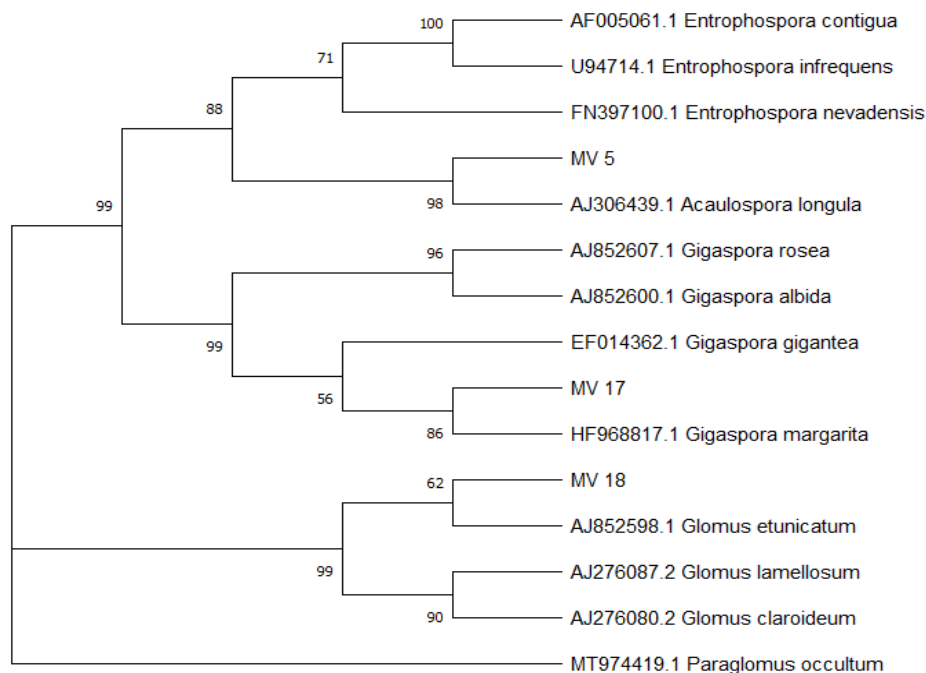 100
AF005061.1 Entrophospora contigua
71
U94714.1 Entrophospora infrequens
88
FN397100.1 Entrophospora nevadensis
MV 5
99
98
AJ306439.1 Acaulospora longula
96
AJ852607.1 Gigaspora rosea
AJ852600.1 Gigaspora albida
99
EF014362.1 Gigaspora gigantea
56
MV 17
86
HF968817.1 Gigaspora margarita
62
MV 18
AJ852598.1 Glomus etunicatum
99
AJ276087.2 Glomus lamellosum
90
AJ276080.2 Glomus claroideum
MT974419.1 Paraglomus occultum